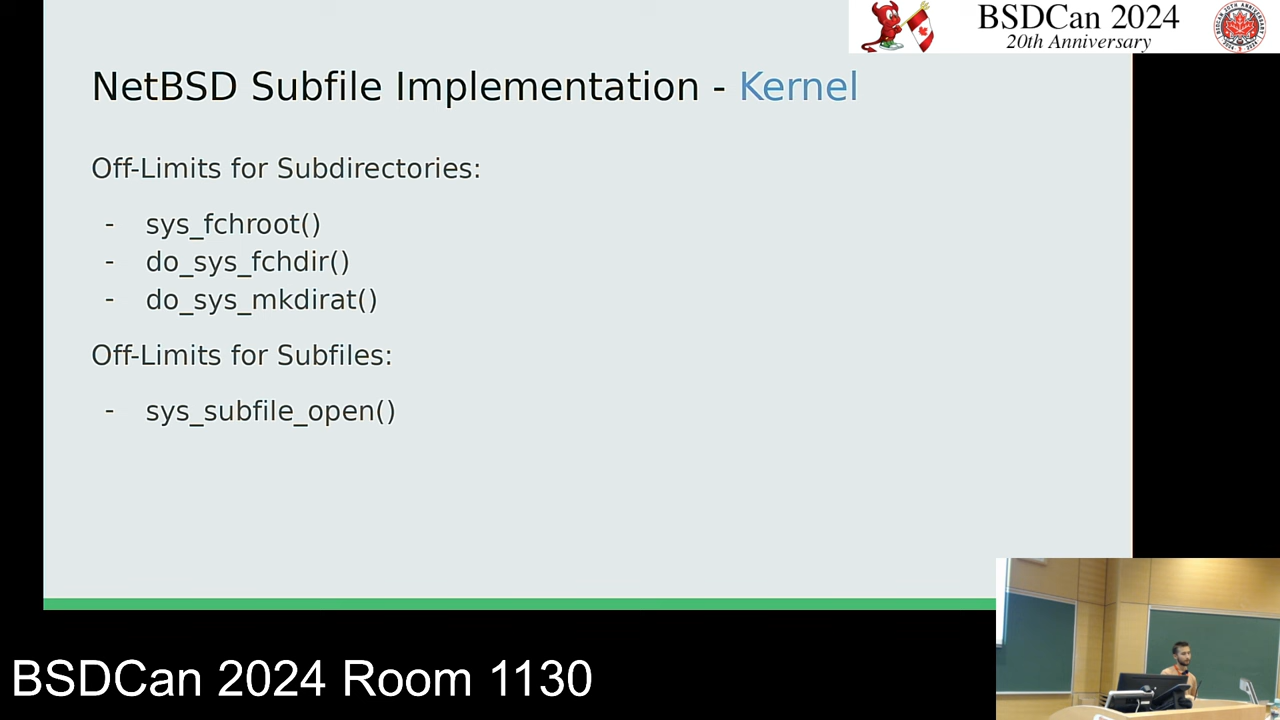 BSDCan 2024
20th Anniversary
NetBSD Subfile Implementation - Kernel
Off-Limits for Subdirectories:
- sys_fchroot()
- do_sys_fchdir()
- do_sys_mkdirat()
Off-Limits for Subfiles:
- sys_subfile_open()
BSDCan 2024 Room 1130